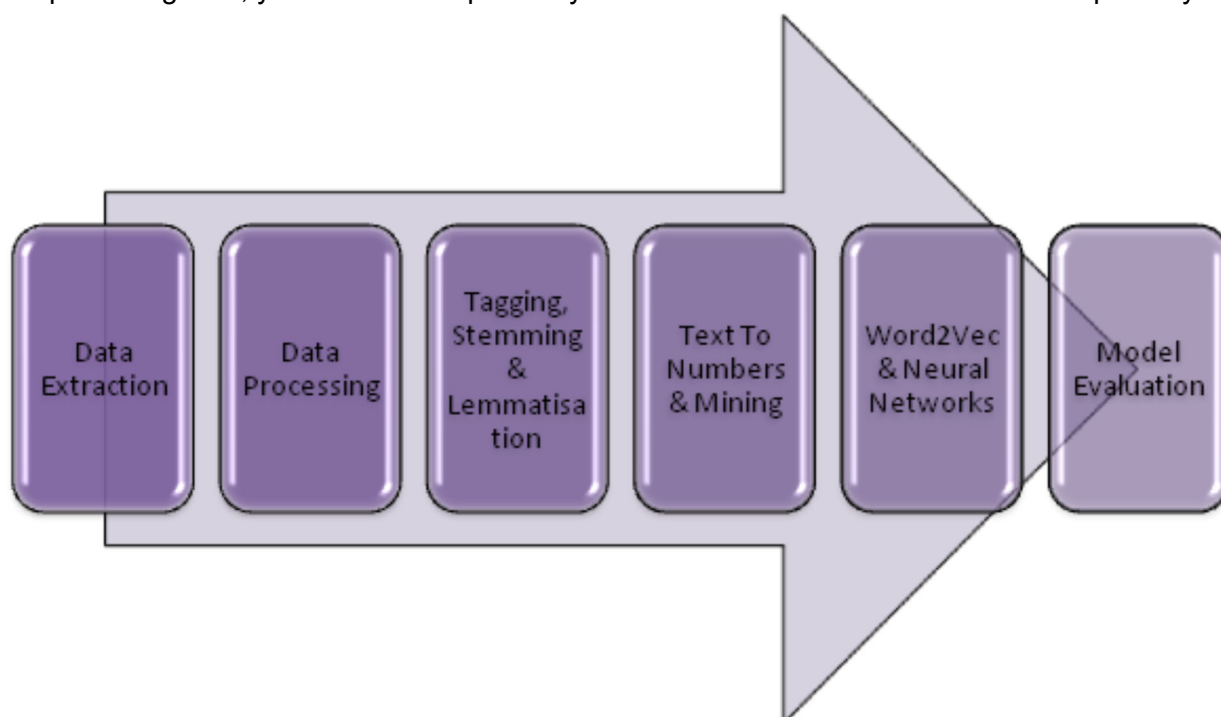 Data
Extraction
Data
Processing
Tagging,
Stemming
&
Lemmatisa
tion
Text To
Numbers
& Mining
Word2Vec
& Neural
Networks
Model
Evaluation